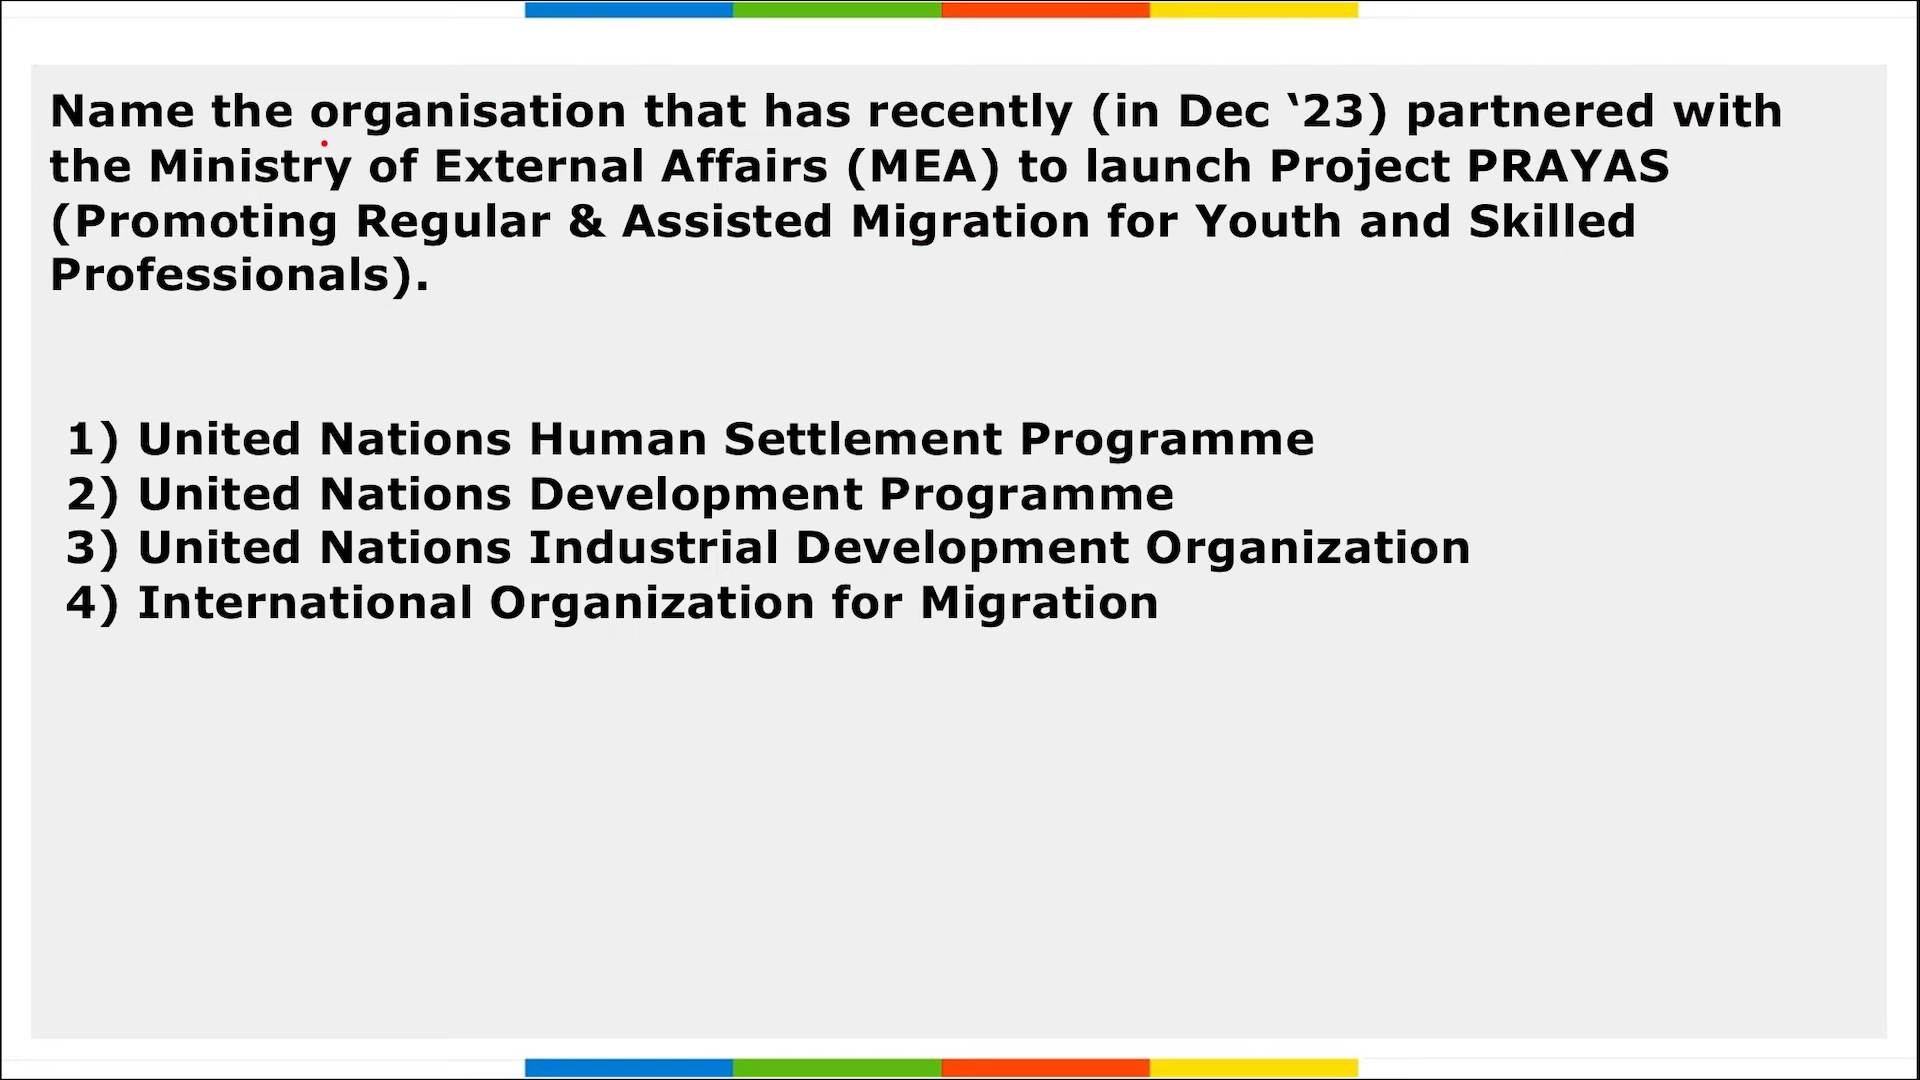 Name the organisation that has recently (in Dec ‘23) partnered with
the Ministry of External Affairs (MEA) to launch Project PRAYAS
(Promoting Regular & Assisted Migration for Youth and Skilled
Professionals).
1) United Nations Human Settlement Programme
2) United Nations Development Programme
3) United Nations Industrial Development Organization
4) International Organization for Migration